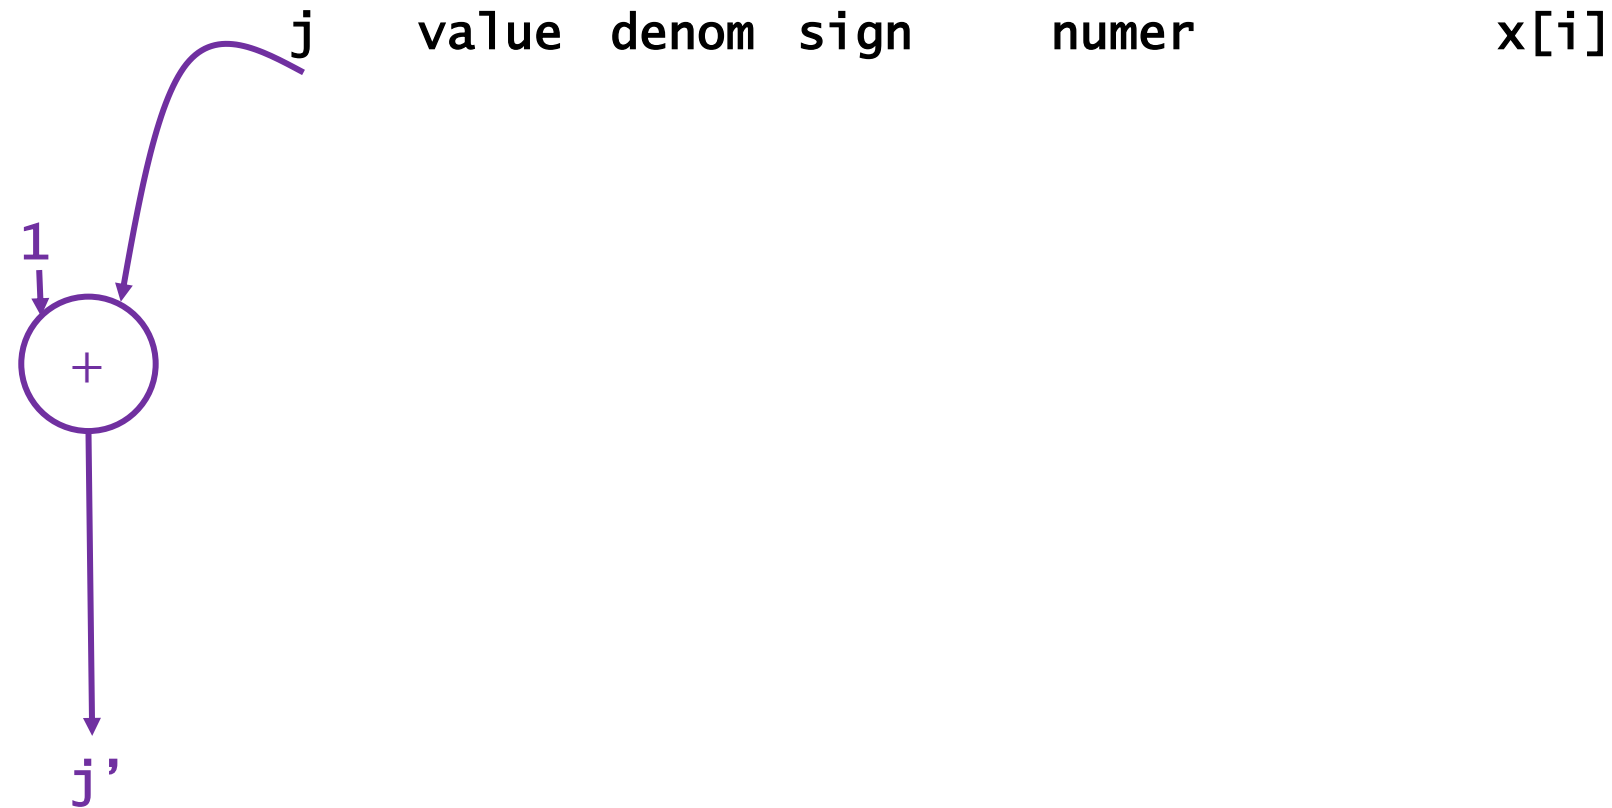 j value denom sign numer x[i]
1
+
j’